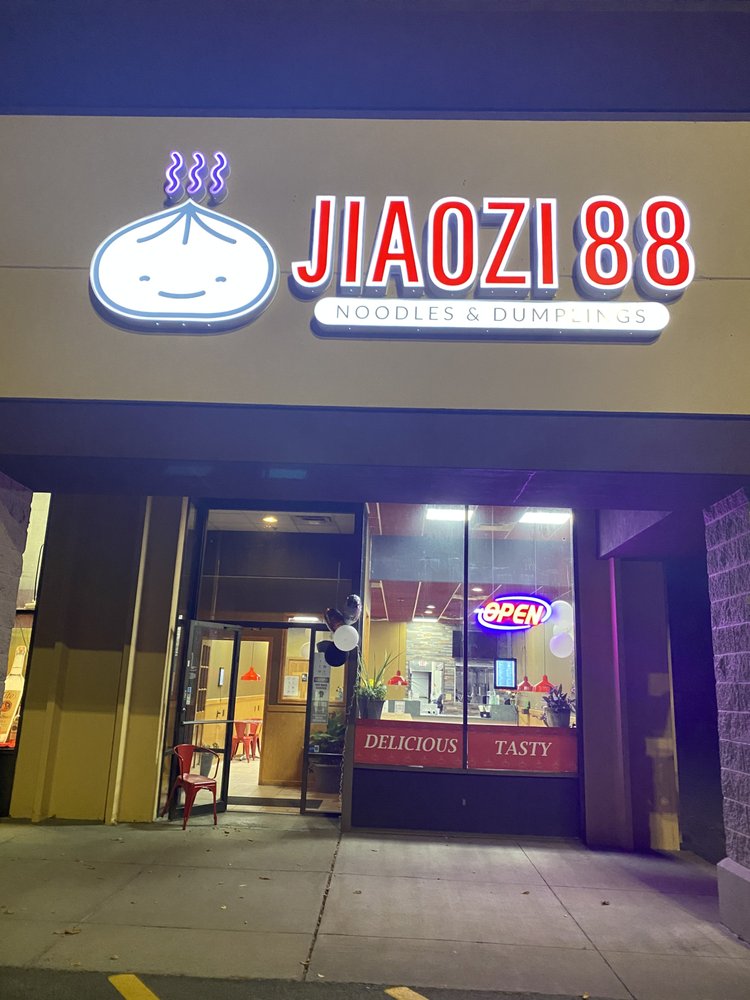 JIAOZI 88
NOODLES & DUMPLINGS
OPEN
DELICIOUS TASTY